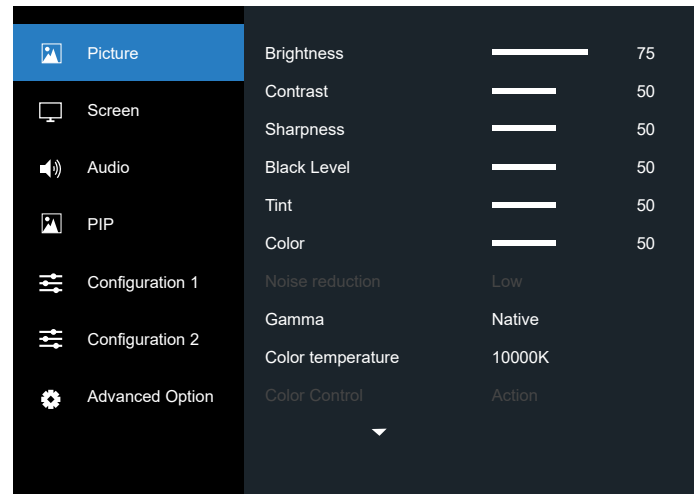 Picture
Screen
Audio
PIP
Configuration 1
Configuration 2
Advanced Option
Brightness 75
Contrast 50
Sharpness 50
Black Level 50
Tint 50
Color 50
Noise reduction Low
Gamma Native
Color temperature 10000K
Color Control Action